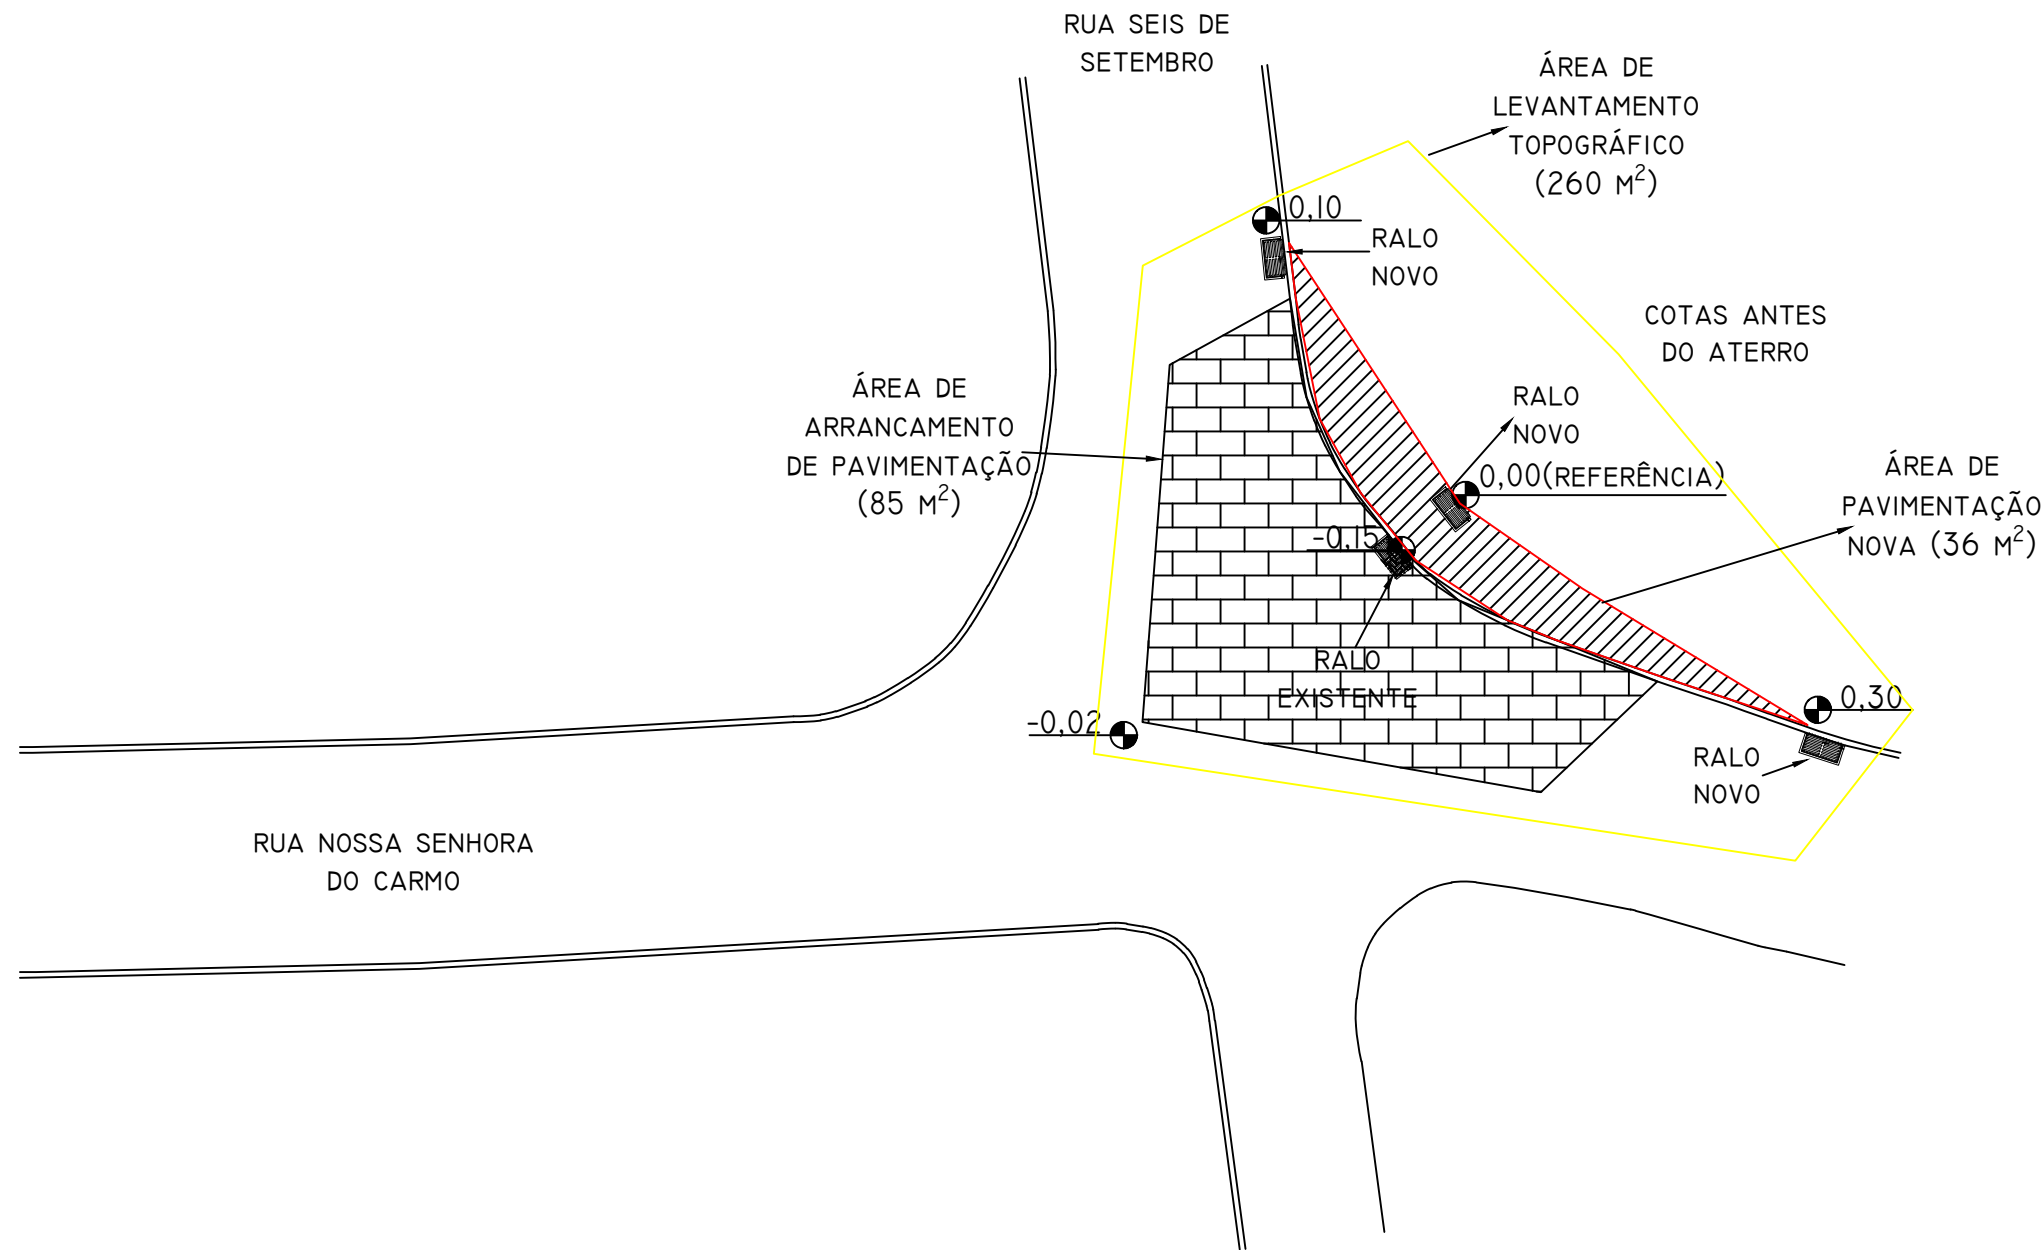 RUA SEIS DE
SETEMBRO
ÁREA DE
LEVANTAMENTO
TOPOGRÁFICO
(260 M²)
0,10
RALO
NOVO
COTAS ANTES
DO ATERRO
ÁREA DE
ARRANCAMENTO
DE PAVIMENTAÇÃO
(85 M²)
RALO
NOVO
0,00(REFERÊNCIA)
ÁREA DE
PAVIMENTAÇÃO
NOVA (36 M²)
-0,15
RALO
EXISTENTE
-0,02
0,30
RALO
NOVO
RUA NOSSA SENHORA
DO CARMO